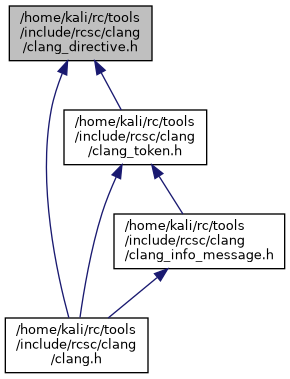 /home/kali/rc/tools
/include/rcsc/clang
/clang_directive.h
/home/kali/rc/tools
/include/rcsc/clang
/clang_token.h
/home/kali/rc/tools
/include/rcsc/clang
/clang_info_message.h
/home/kali/rc/tools
/include/rcsc/clang
/clang.h